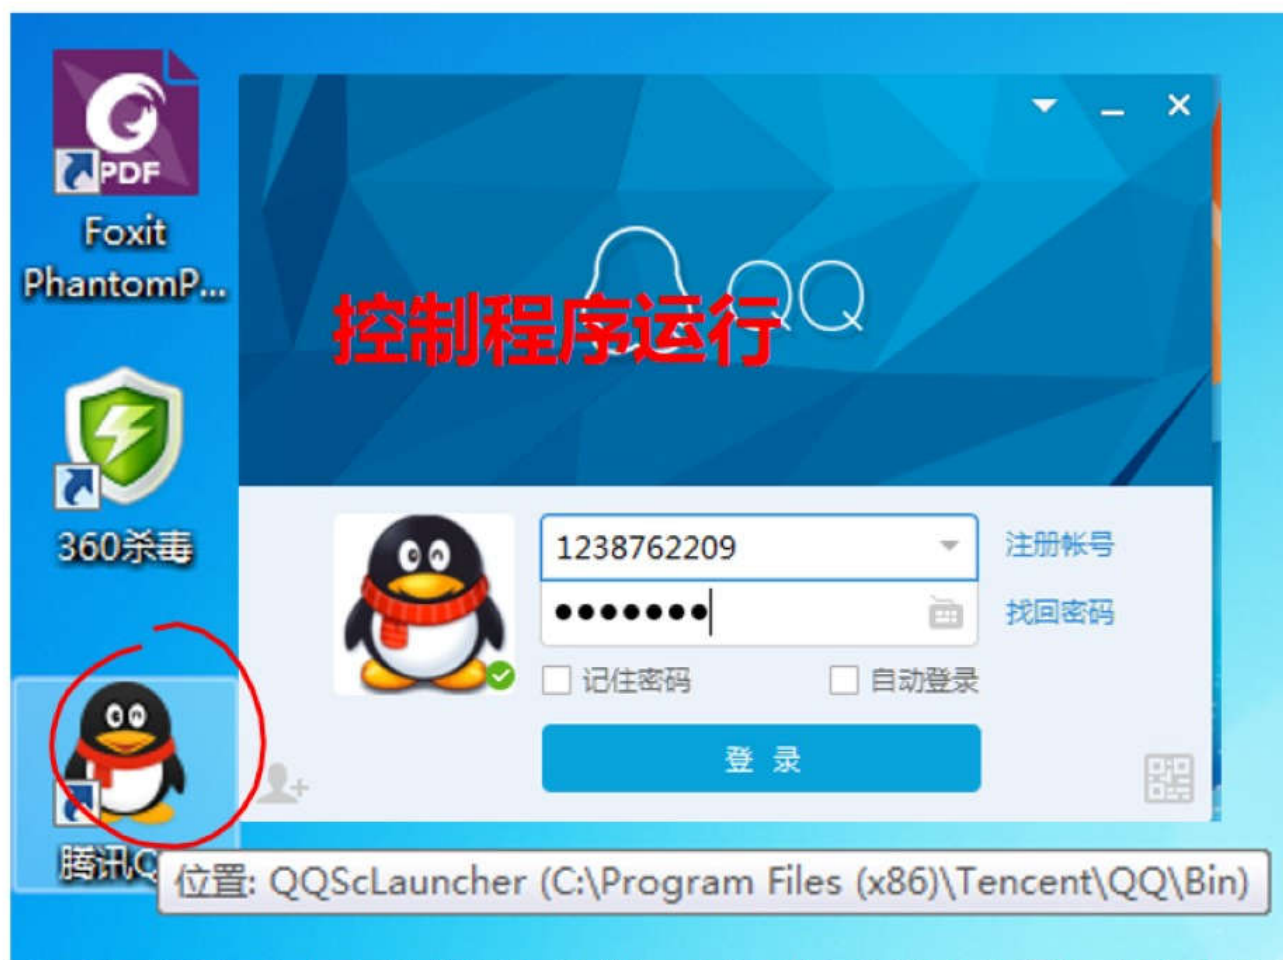 PDF
Foxit
PhantomP...
360杀毒
腾讯Q
QQ
控制程序运行
1238762209
注册帐号
●●●●●●●
找回密码
记住密码
自动登录
登 录
位置: QQScLauncher (C:\Program Files (x86)\Tencent\QQ\Bin)